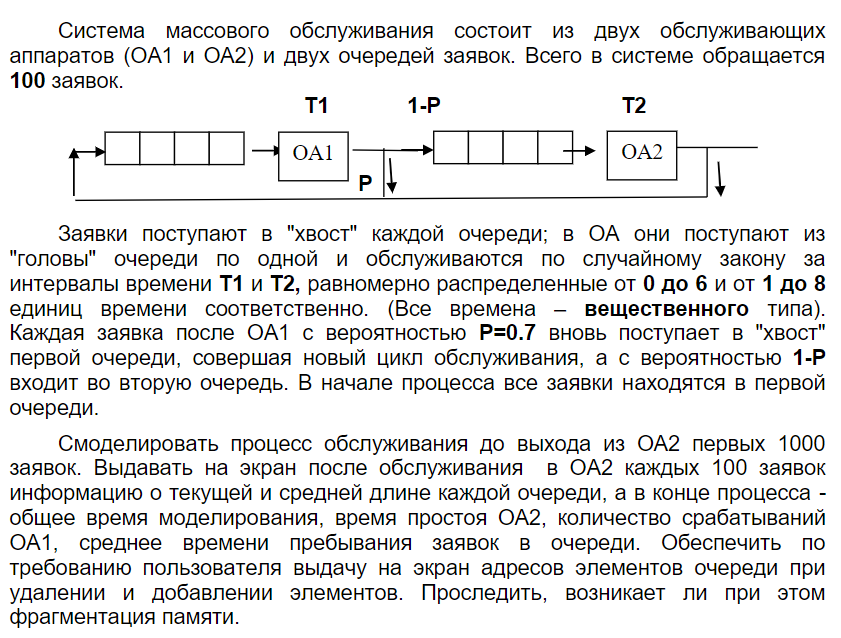 Система массового обслуживания состоит из двух обслуживающих
аппаратов (ОА1 и ОА2) и двух очередей заявок. Всего в системе обращается
100 заявок.
T1 1-P T2
ОА1 ОА2
P
Заявки поступают в "хвост" каждой очереди; в ОА они поступают из
"головы" очереди по одной и обслуживаются по случайному закону за
интервалы времени Т1 и Т2, равномерно распределенные от 0 до 6 и от 1 до 8
единиц времени соответственно. (Все времена – вещественного типа).
Каждая заявка после ОА1 с вероятностью Р=0.7 вновь поступает в "хвост"
первой очереди, совершая новый цикл обслуживания, а с вероятностью 1-Р
входит во вторую очередь. В начале процесса все заявки находятся в первой
очереди.
Смоделировать процесс обслуживания до выхода из ОА2 первых 1000
заявок. Выдавать на экран после обслуживания в ОА2 каждых 100 заявок
информацию о текущей и средней длине каждой очереди, а в конце процесса -
общее время моделирования, время простоя ОА2, количество срабатываний
ОА1, среднее времени пребывания заявок в очереди. Обеспечить по
требованию пользователя выдачу на экран адресов элементов очереди при
удалении и добавлении элементов. Проследить, возникает ли при этом
фрагментация памяти.